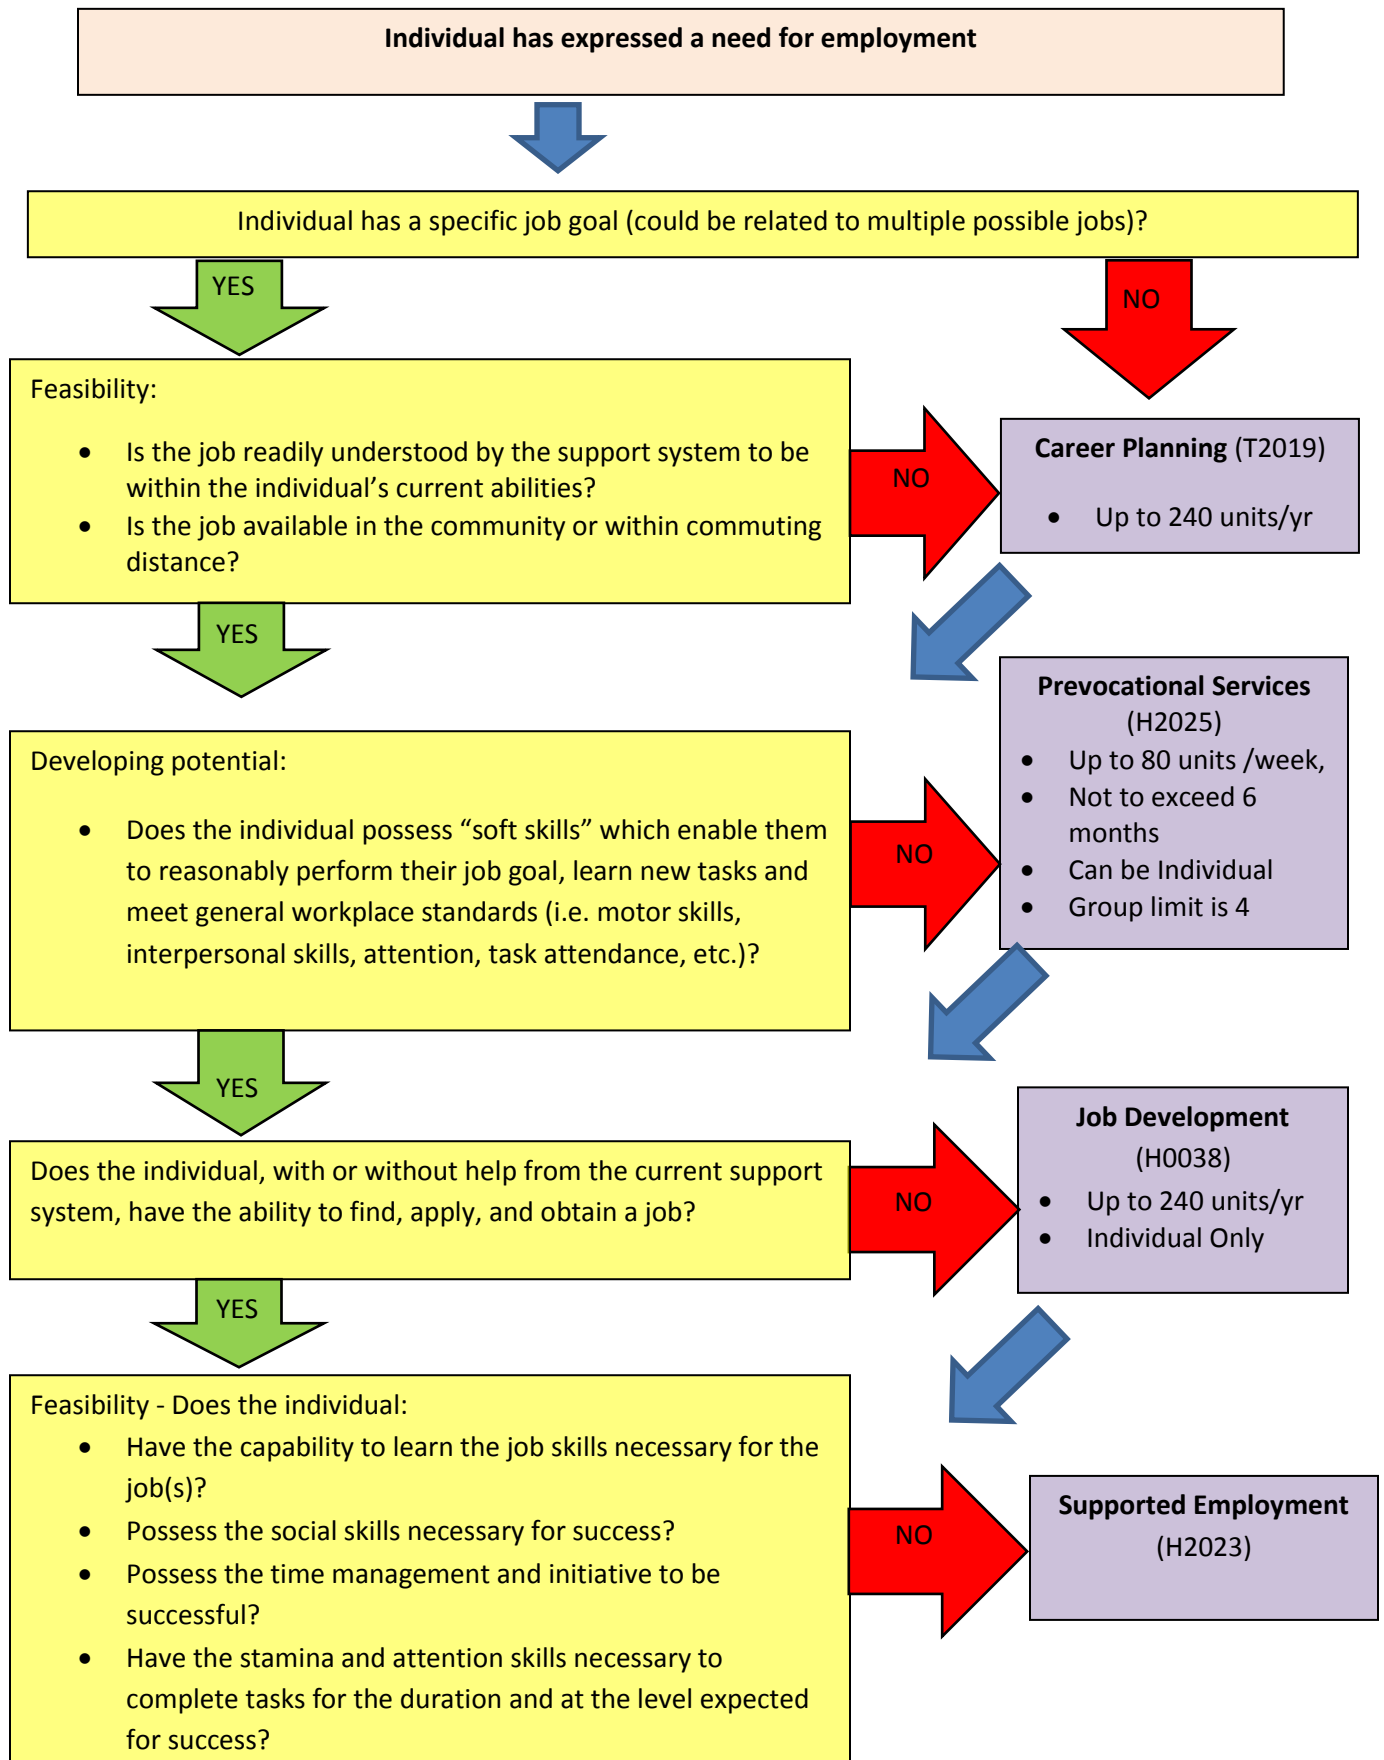 Individual has expressed a need for employment
Individual has a specific job goal (could be related to multiple possible jobs)?
YES
NO
Feasibility:
• Is the job readily understood by the support system to be
within the individual’s current abilities?
• Is the job available in the community or within commuting
distance?
NO
Career Planning (T2019)
• Up to 240 units/yr
YES
Developing potential:
• Does the individual possess “soft skills” which enable them
to reasonably perform their job goal, learn new tasks and
meet general workplace standards (i.e. motor skills,
interpersonal skills, attention, task attendance, etc.)?
NO
Prevocational Services
(H2025)
• Up to 80 units /week,
• Not to exceed 6
months
• Can be Individual
• Group limit is 4
YES
Does the individual, with or without help from the current support
system, have the ability to find, apply, and obtain a job?
NO
Job Development
(H0038)
• Up to 240 units/yr
• Individual Only
YES
Feasibility - Does the individual:
• Have the capability to learn the job skills necessary for the
job(s)?
• Possess the social skills necessary for success?
• Possess the time management and initiative to be
successful?
• Have the stamina and attention skills necessary to
complete tasks for the duration and at the level expected
for success?
NO
Supported Employment
(H2023)